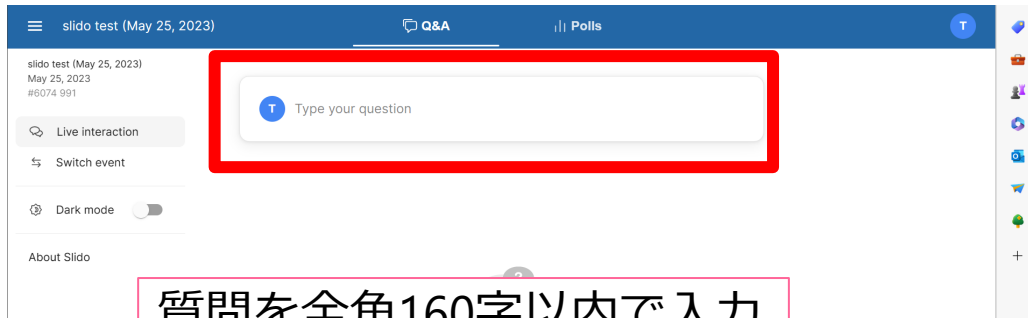 slido test (May 25, 2023)
Q&A
Polls
T
slido test (May 25, 2023)
May 25, 2023
#6074 991
T Type your question
Live interaction
Switch event
Dark mode
About Slido
?
質問を全角160字以内で入力